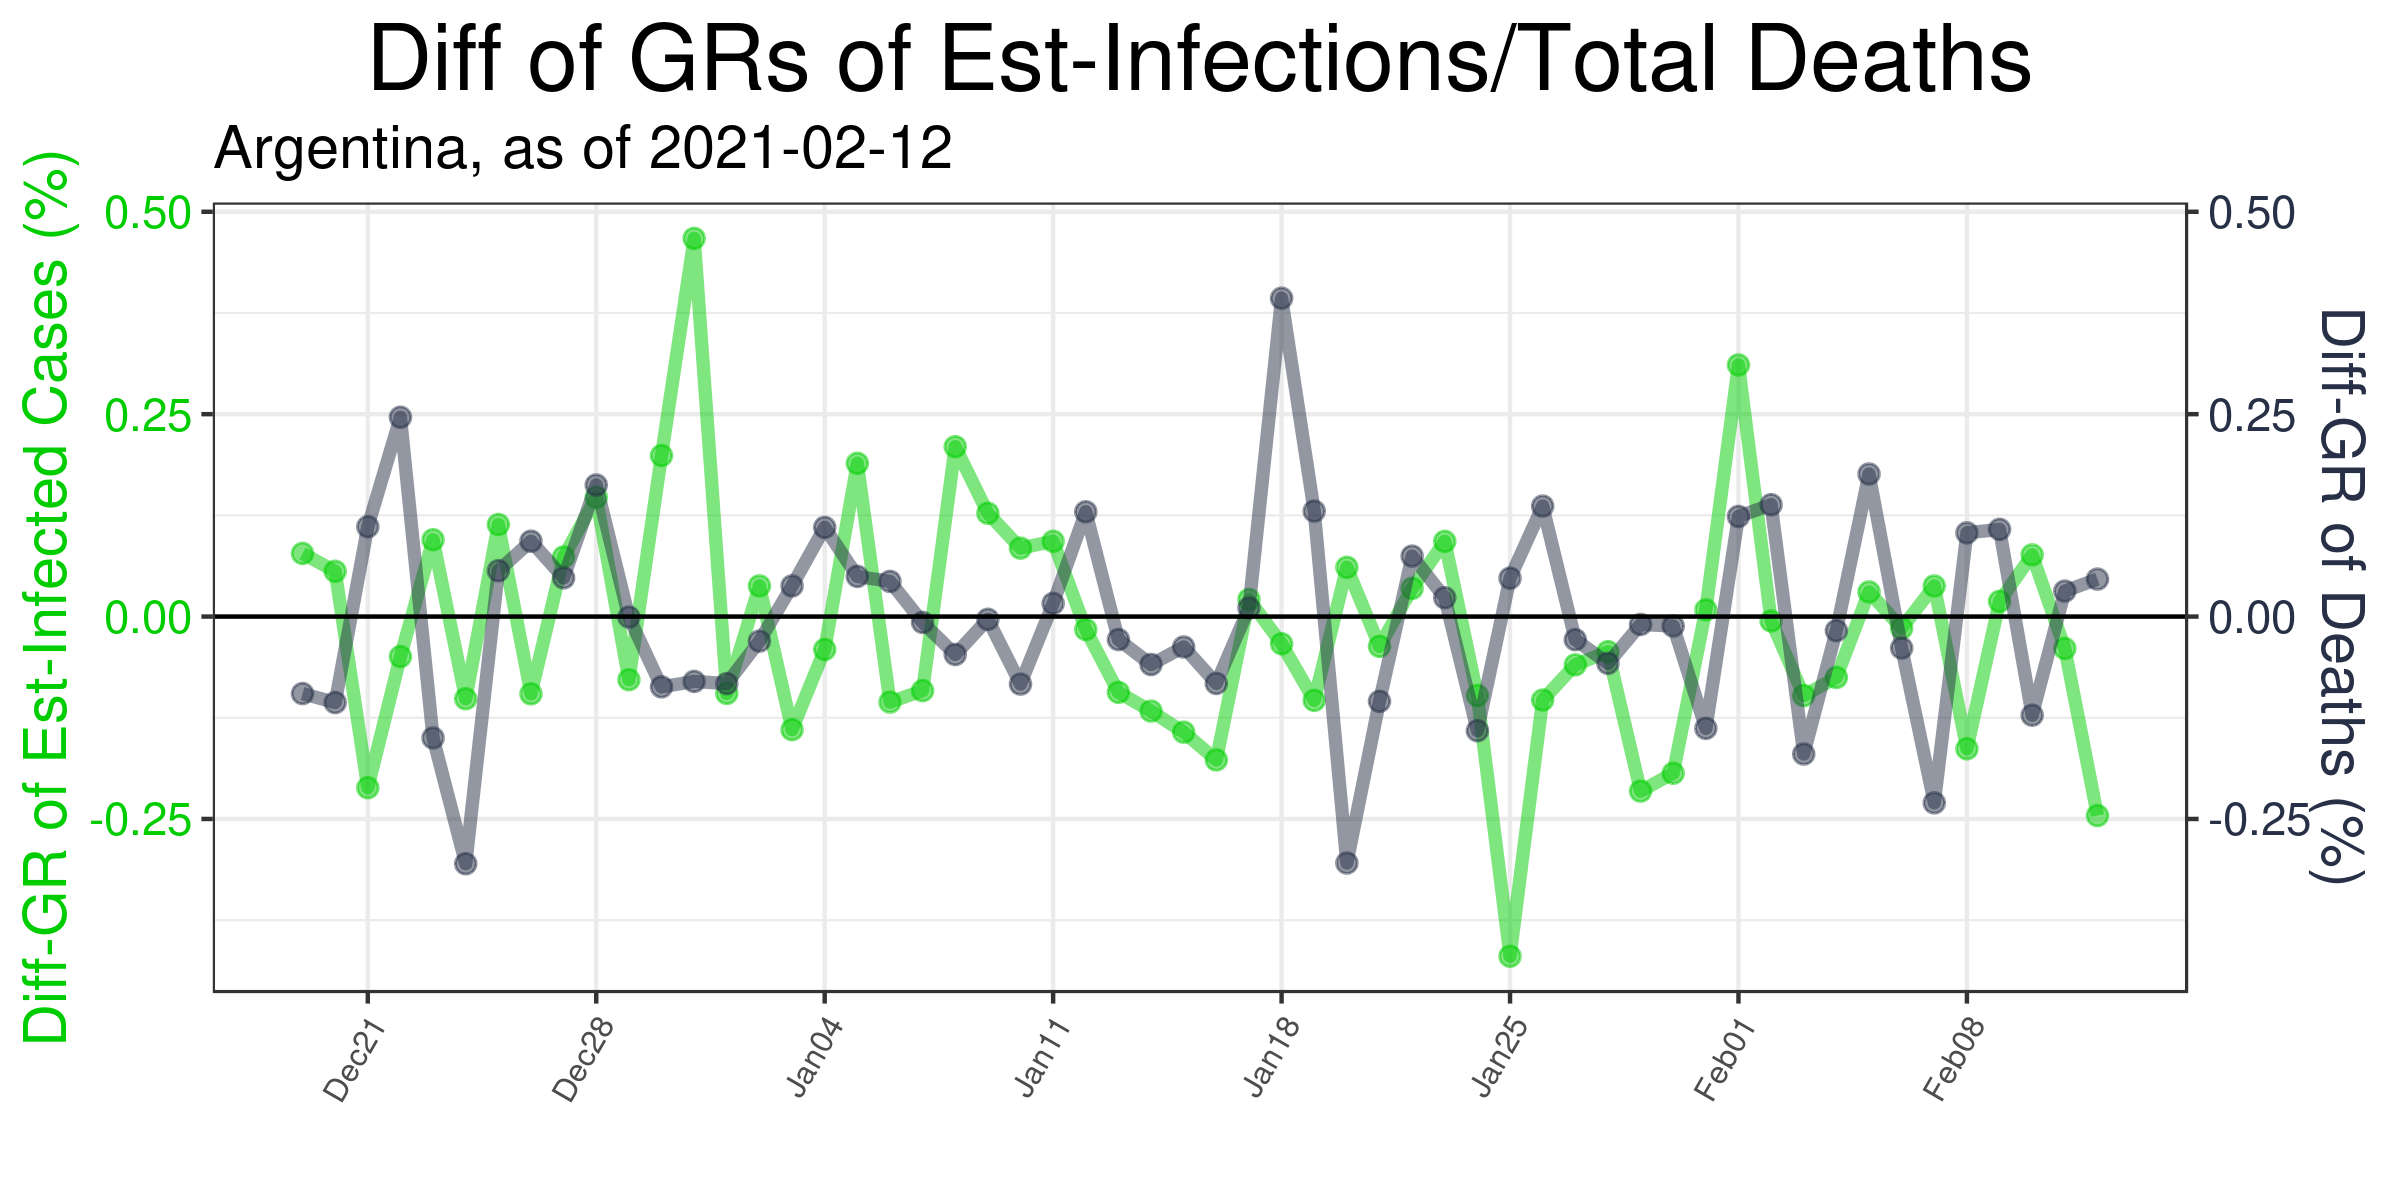 Diff of GRs of Est-Infections/Total Deaths
Argentina, as of 2021-02-12
Diff-GR of Est-Infected Cases (%)
0.50
0.25
0.00
-0.25
0.50
0.25
0.00
-0.25
Diff-GR of Deaths (%)
Dec21
Dec28
Jan04
Jan11
Jan18
Jan25
Feb01
Feb08